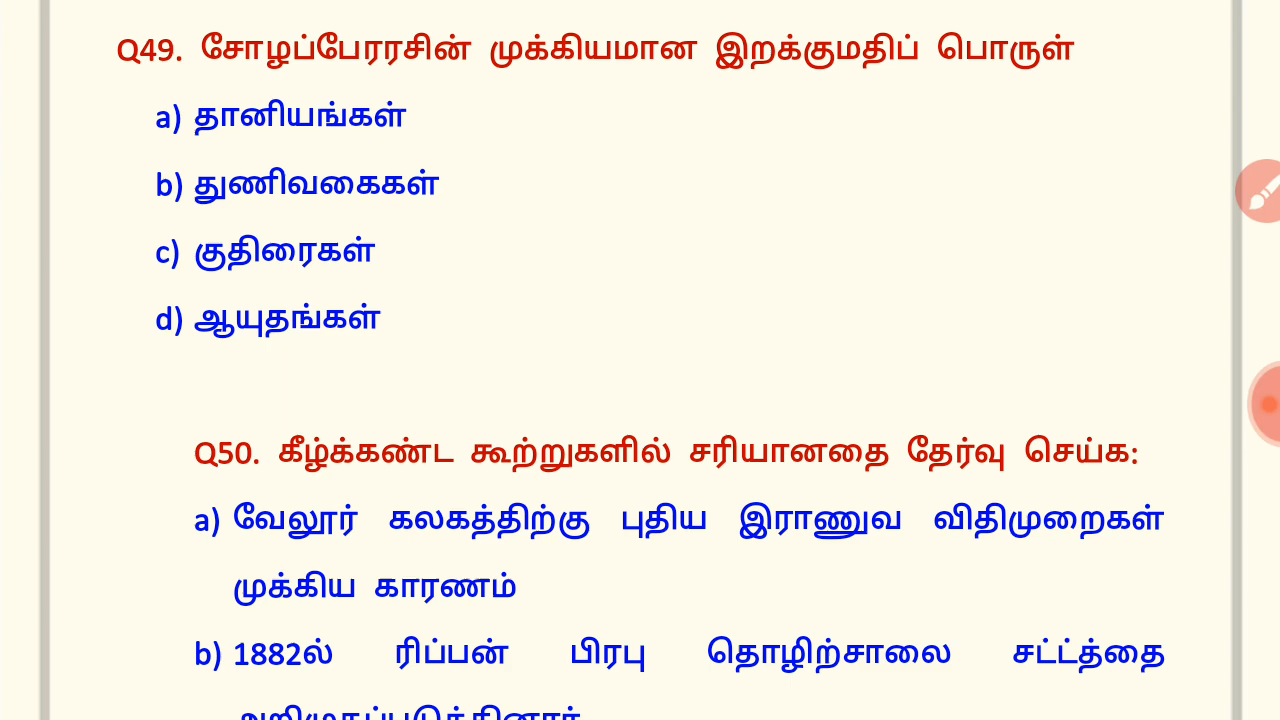 Q49. சோழப்பேரரசின் முக்கியமான இறக்குமதிப் பொருள்
a) தானியங்கள்
b) துணிவகைகள்
c) குதிரைகள்
d) ஆயுதங்கள்
Q50. கீழ்க்கண்ட கூற்றுகளில் சரியானதை தேர்வு செய்க:
a) வேலூர் கலகத்திற்கு புதிய இராணுவ விதிமுறைகள்
முக்கிய காரணம்
b) 1882ல் ரிப்பன் பிரபு தொழிற்சாலை சட்ட்த்தை